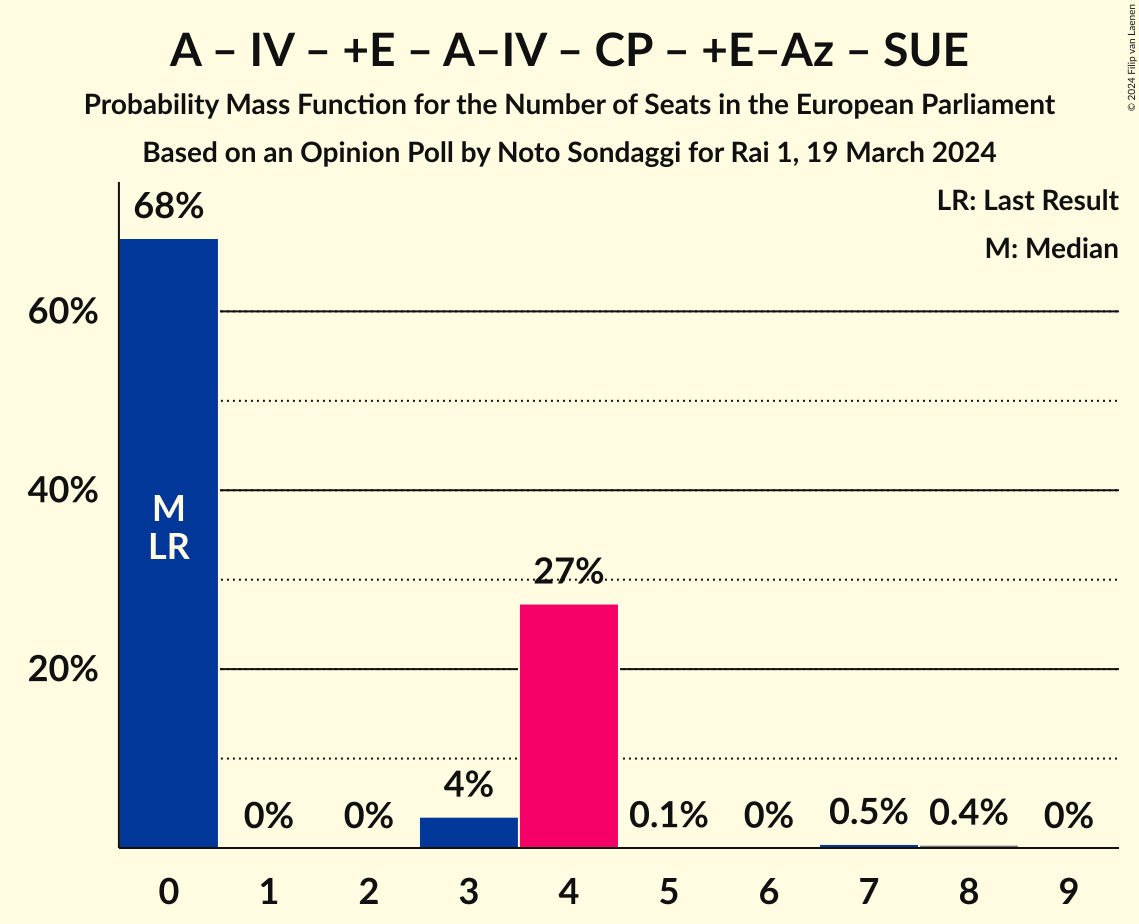 A – IV – +E – A–IV – CP – +E–Az – SUE
Probability Mass Function for the Number of Seats in the European Parliament
Based on an Opinion Poll by Noto Sondaggi for Rai 1, 19 March 2024
© 2024 Filip van Laenen
LR: Last Result
M: Median
68%
60%
40%
20%
M
LR
0%
0%
4%
27%
0.1%
0%
0.5%
0.4%
0%
0
1
2
3
4
5
6
7
8
9